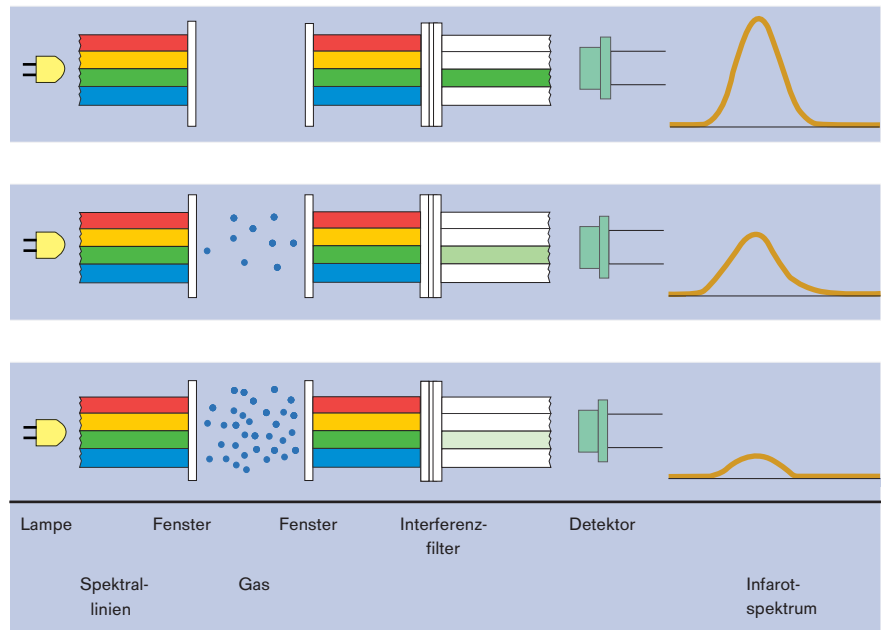 Lampe
Fenster
Fenster
Interferenz-
filter
Detektor
Spektral-
linien
Gas
Infarot-
spektrum